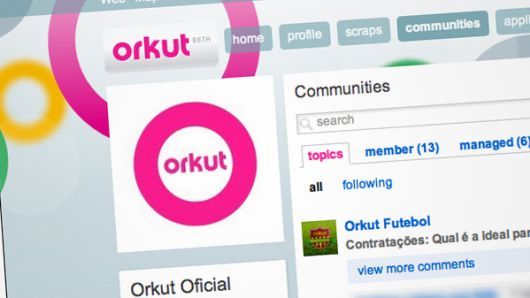 Web
orkut BETA
home profile scraps communities
orkut
Orkut Oficial
Communities
search
topics member (13) managed (6)
all following
Orkut Futebol
Contratações: Qual é a ideal par
view more comments